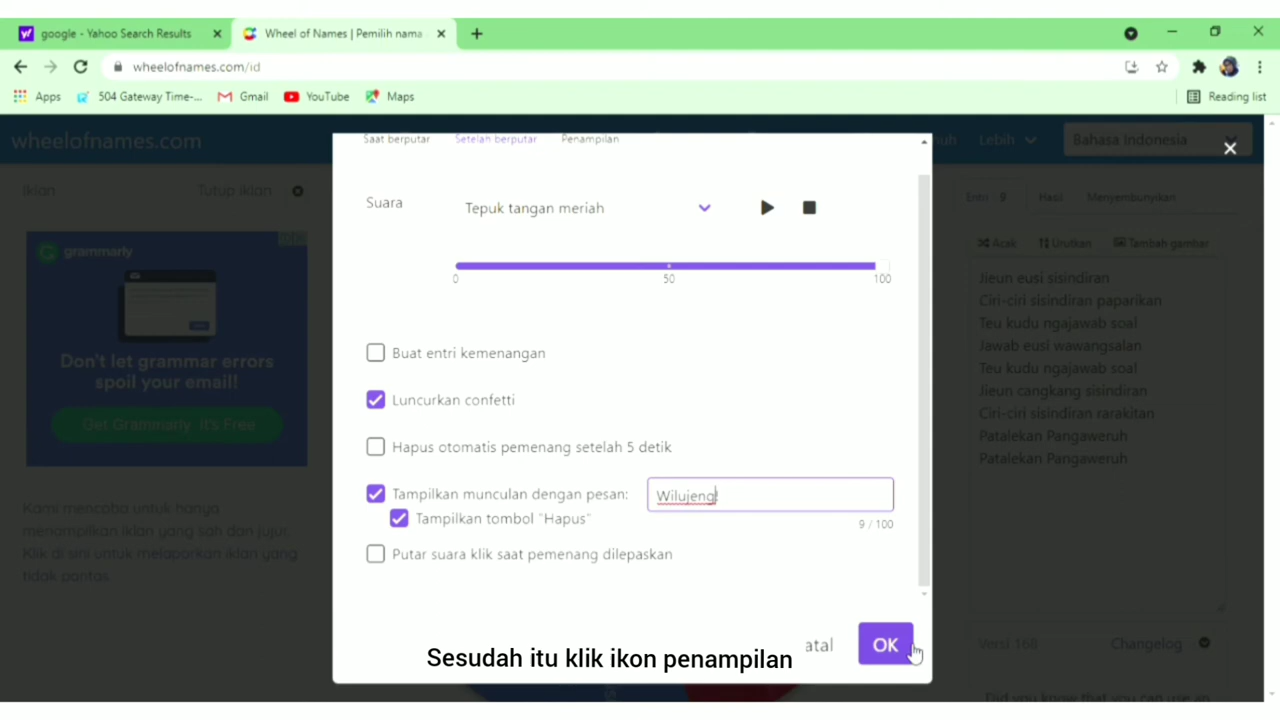 google - Yahoo Search Results
Wheel of Names | Pemilih nama
wheelofnames.com/id
Apps
504 Gateway Time-...
Gmail
YouTube
Maps
Reading list
wheelofnames.com
Lebih
Bahasa Indonesia
Iklan
Tutup iklan
grammarly
Don't let grammar errors
spoil your email!
Get Grammarly It's Free
Kami mencoba untuk hanya
menampilkan iklan yang sah dan jujur.
Klik di sini untuk melaporkan iklan yang
tidak pantas.
Saat berputar
Setelah berputar
Penampilan
Suara
Tepuk tangan meriah
0
50
100
Buat entri kemenangan
Luncurkan confetti
Hapus otomatis pemenang setelah 5 detik
Tampilkan munculan dengan pesan:
Wilujeng!
Tampilkan tombol "Hapus"
9 / 100
Putar suara klik saat pemenang dilepaskan
atal
OK
Sesudah itu klik ikon penampilan
Entri 9
Hasil
Menyembunyikan
Acak
Urutkan
Tambah gambar
Jieun eusi sisindiran
Ciri-ciri sisindiran paparikan
Teu kudu ngajawab soal
Jawab eusi wawangsalan
Teu kudu ngajawab soal
Jieun cangkang sisindiran
Ciri-ciri sisindiran rarakitan
Patalekan Pangaweruh
Patalekan Pangaweruh
Versi 168
Changelog
Did you know that you can use an